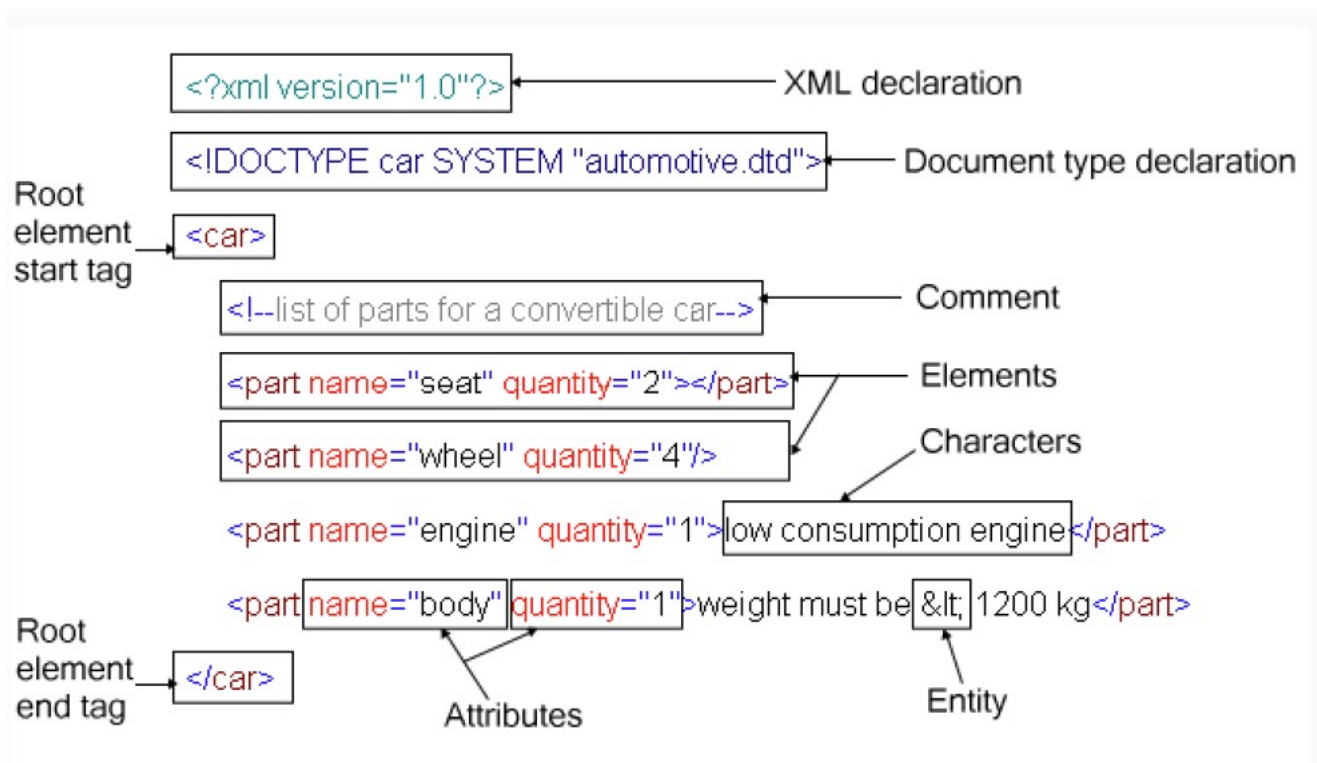 <?xml version="1.0"?>
XML declaration
<!DOCTYPE car SYSTEM "automotive.dtd">
Document type declaration
Root
element
start tag
<car>
<!--list of parts for a convertible car-->
Comment
<part name="seat" quantity="2"></part>
Elements
<part name="wheel" quantity="4"/>
Characters
<part name="engine" quantity="1">low consumption engine</part>
<part name="body" quantity="1">weight must be &lt; 1200 kg</part>
Root
element
end tag
</car>
Attributes
Entity